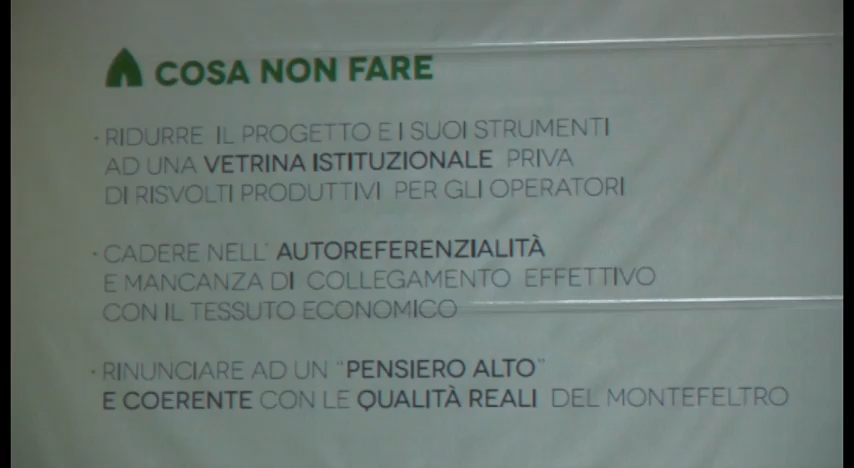 COSA NON FARE
· RIDURRE IL PROGETTO E I SUOI STRUMENTI
AD UNA VETRINA ISTITUZIONALE PRIVA
DI RISVOLTI PRODUTTIVI PER GLI OPERATORI
· CADERE NELL' AUTOREFERENZIALITÀ
E MANCANZA DI COLLEGAMENTO EFFETTIVO
CON IL TESSUTO ECONOMICO
· RINUNCIARE AD UN "PENSIERO ALTO"
E COERENTE CON LE QUALITÀ REALI DEL MONTEFELTRO